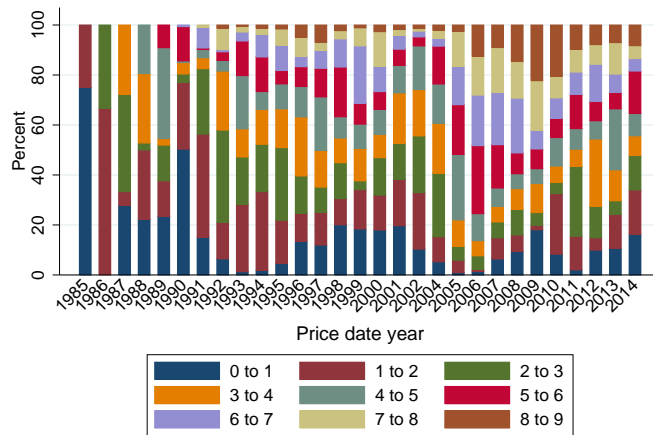 100
80
60
40
20
0
Percent
1985 1986 1987 1988 1989 1990 1991 1992 1993 1994 1995 1996 1997 1998 1999 2000 2001 2002 2004 2005 2006 2007 2008 2009 2010 2011 2012 2013 2014
Price date year
0 to 1 1 to 2 2 to 3
3 to 4 4 to 5 5 to 6
6 to 7 7 to 8 8 to 9